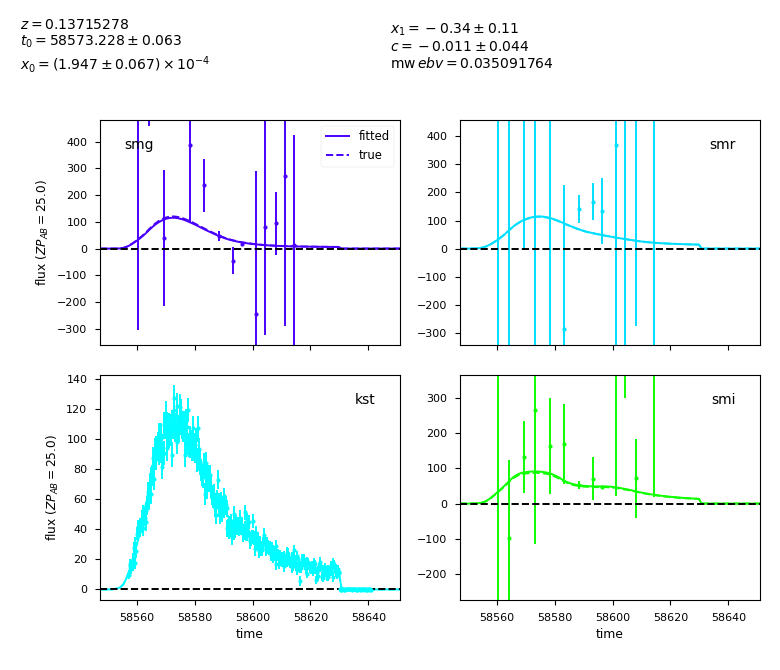 z = 0.13715278
t₀ = 58573.228 ± 0.063
x₀ = (1.947 ± 0.067) × 10⁻⁴
x₁ = −0.34 ± 0.11
c = −0.011 ± 0.044
mw ebv = 0.035091764
smg
fitted
true
400
300
200
100
0
−100
−200
−300
flux (ZP_AB = 25.0)
smr
400
300
200
100
0
−100
−200
−300
kst
140
120
100
80
60
40
20
0
flux (ZP_AB = 25.0)
58560 58580 58600 58620 58640
time
smi
300
200
100
0
−100
−200
58560 58580 58600 58620 58640
time